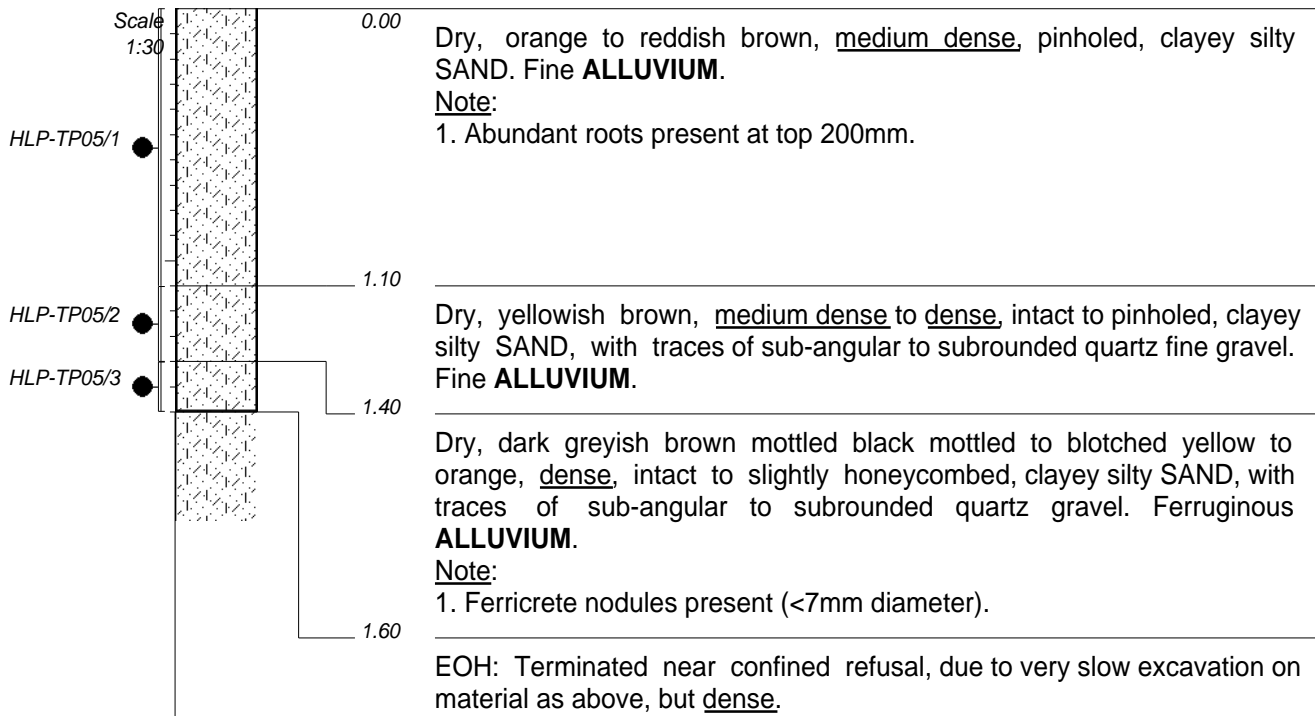 Scale
1:30
0.00
Dry, orange to reddish brown, medium dense, pinholed, clayey silty
SAND. Fine ALLUVIUM.
Note:
1. Abundant roots present at top 200mm.
HLP-TP05/1
1.10
Dry, yellowish brown, medium dense to dense, intact to pinholed, clayey
silty SAND, with traces of sub-angular to subrounded quartz fine gravel.
Fine ALLUVIUM.
HLP-TP05/2
HLP-TP05/3
1.40
Dry, dark greyish brown mottled black mottled to blotched yellow to
orange, dense, intact to slightly honeycombed, clayey silty SAND, with
traces of sub-angular to subrounded quartz gravel. Ferruginous
ALLUVIUM.
Note:
1. Ferricrete nodules present (<7mm diameter).
1.60
EOH: Terminated near confined refusal, due to very slow excavation on
material as above, but dense.